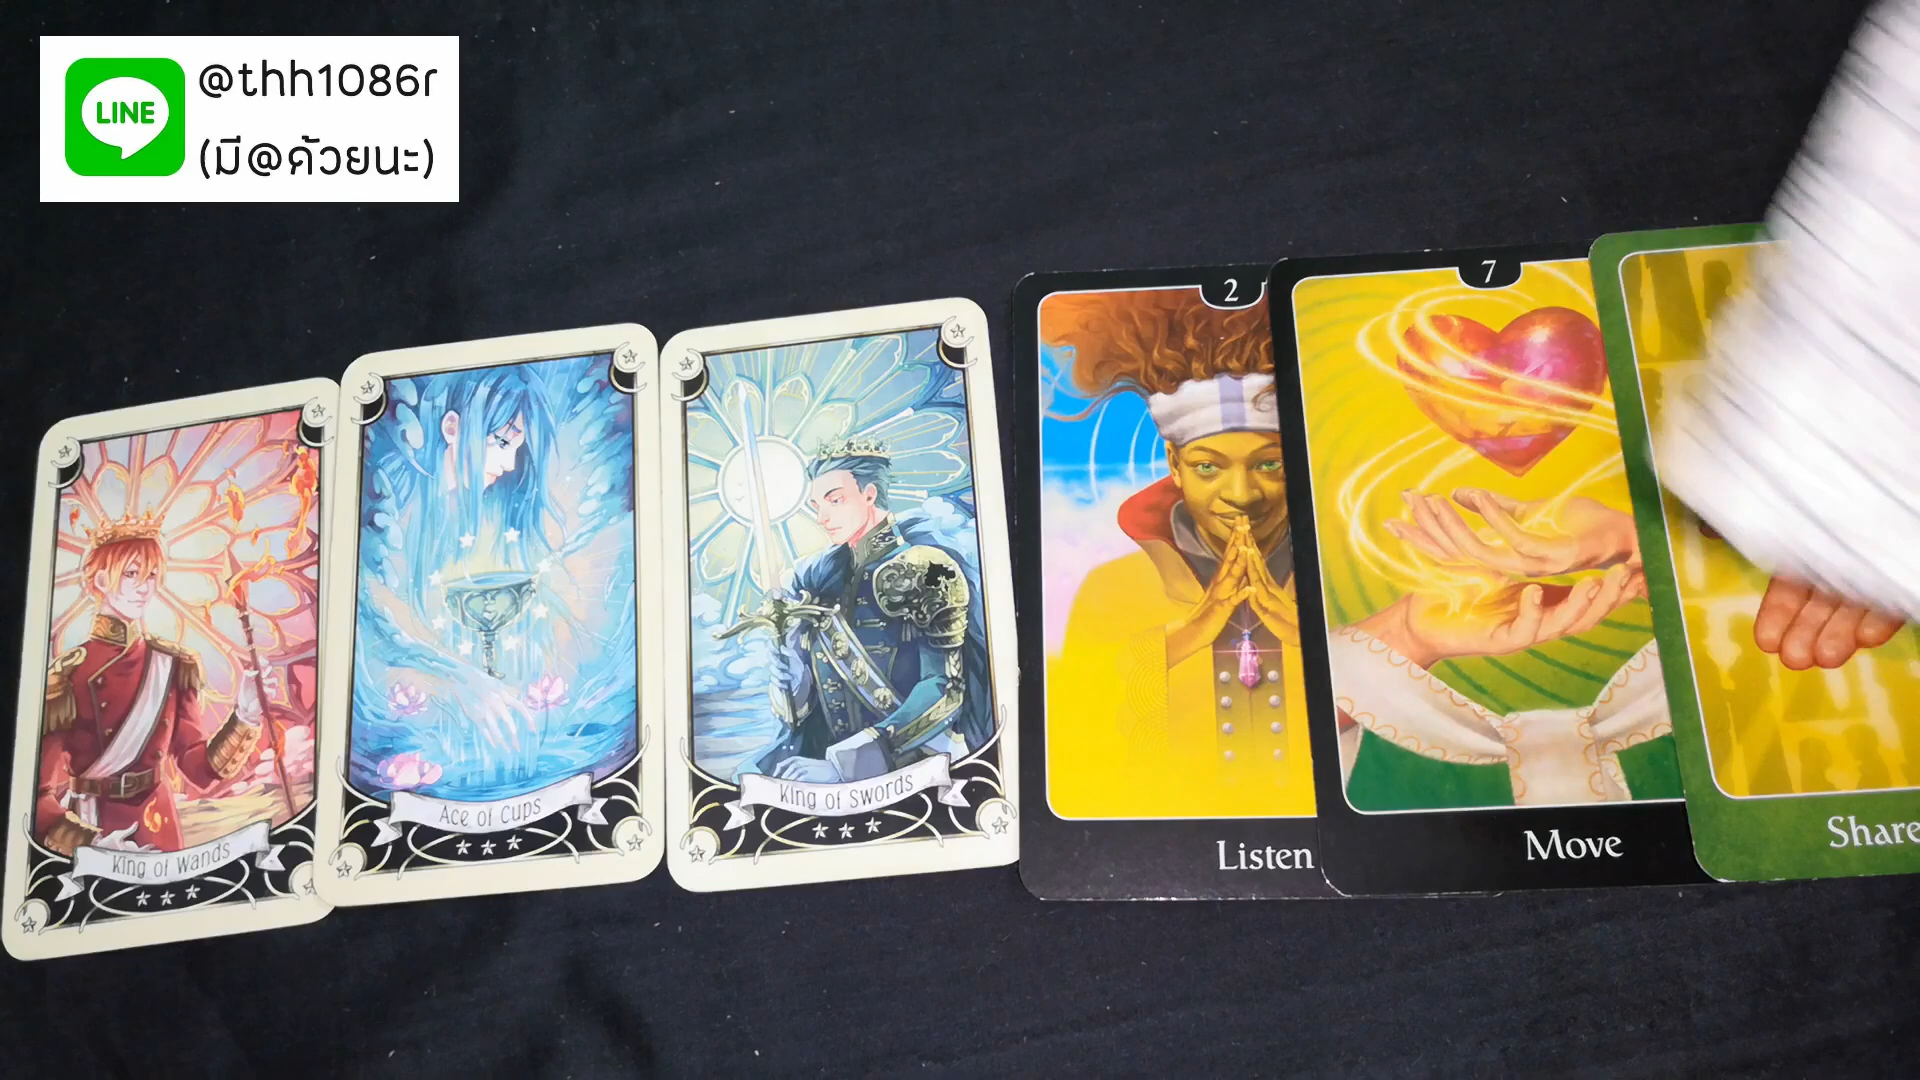 LINE
@thh1086r
(มี@ด้วยนะ)
2
7
King of Wands
Ace of Cups
King of Swords
Listen
Move
Share